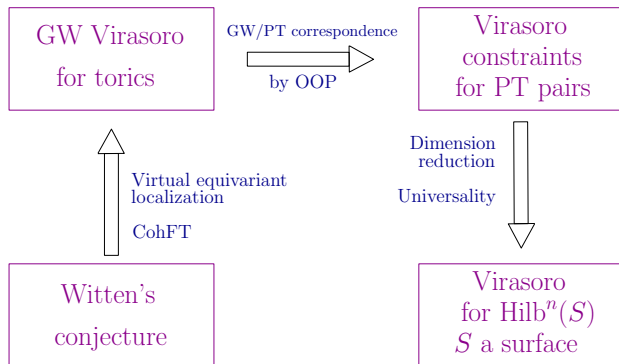 GW Virasoro
for torics
GW/PT correspondence
by OOP
Virasoro
constraints
for PT pairs
Virtual equivariant
localization
CohFT
Dimension
reduction
Universality
Witten's
conjecture
Virasoro
for Hilbⁿ(S)
S a surface